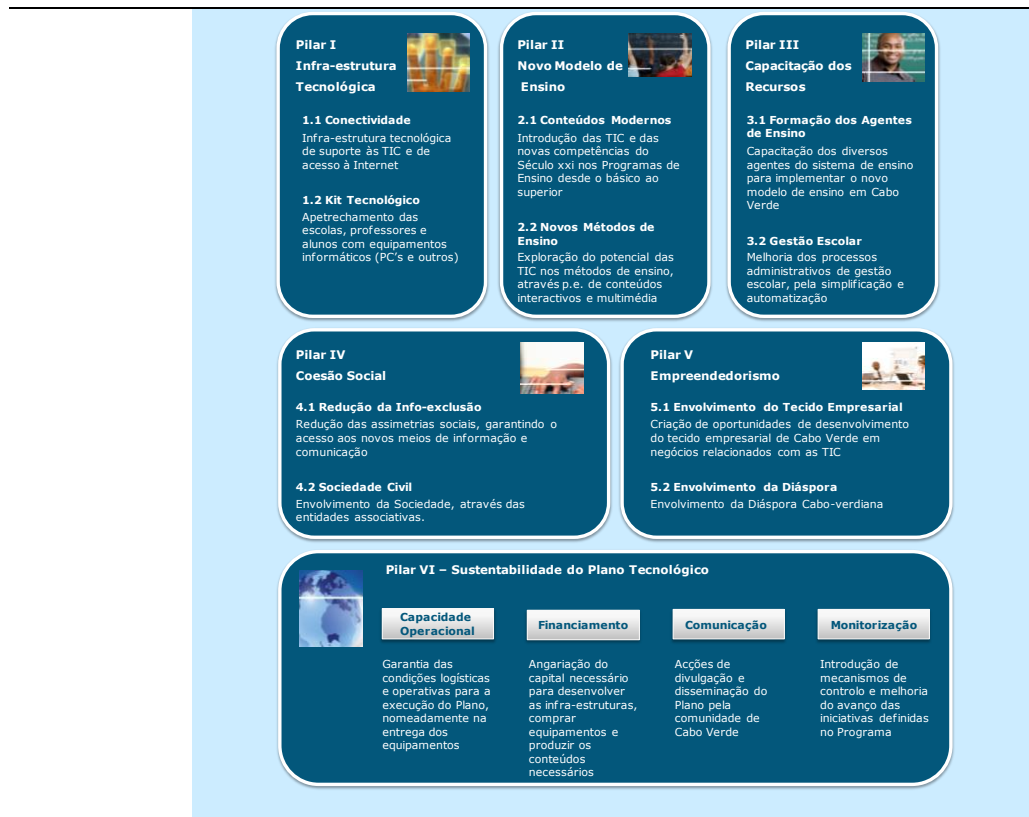 Pilar I
Infra-estrutura
Tecnológica
1.1 Conectividade
Infra-estrutura tecnológica
de suporte às TIC e de
acesso à Internet
1.2 Kit Tecnológico
Apetrechamento das
escolas, professores e
alunos com equipamentos
informáticos (PC's e outros)
Pilar II
Novo Modelo de
Ensino
2.1 Conteúdos Modernos
Introdução das TIC e das
novas competências do
Século xxi nos Programas de
Ensino desde o básico ao
superior
2.2 Novos Métodos de
Ensino
Exploração do potencial das
TIC nos métodos de ensino,
através p.e. de conteúdos
interactivos e multimédia
Pilar III
Capacitação dos
Recursos
3.1 Formação dos Agentes
de Ensino
Capacitação dos diversos
agentes do sistema de ensino
para implementar o novo
modelo de ensino em Cabo
Verde
3.2 Gestão Escolar
Melhoria dos processos
administrativos de gestão
escolar, pela simplificação e
automatização
Pilar IV
Coesão Social
4.1 Redução da Info-exclusão
Redução das assimetrias sociais, garantindo o
acesso aos novos meios de informação e
comunicação
4.2 Sociedade Civil
Envolvimento da Sociedade, através das
entidades associativas.
Pilar V
Empreendedorismo
5.1 Envolvimento do Tecido Empresarial
Criação de oportunidades de desenvolvimento
do tecido empresarial de Cabo Verde em
negócios relacionados com as TIC
5.2 Envolvimento da Diáspora
Envolvimento da Diáspora Cabo-verdiana
Pilar VI – Sustentabilidade do Plano Tecnológico
Capacidade
Operacional
Garantia das
condições logísticas
e operativas para a
execução do Plano,
nomeadamente na
entrega dos
equipamentos
Financiamento
Angariação do
capital necessário
para desenvolver
as infra-estruturas,
comprar
equipamentos e
produzir os
conteúdos
necessários
Comunicação
Acções de
divulgação e
disseminação do
Plano pela
comunidade de
Cabo Verde
Monitorização
Introdução de
mecanismos de
controlo e melhoria
do avanço das
iniciativas definidas
no Programa